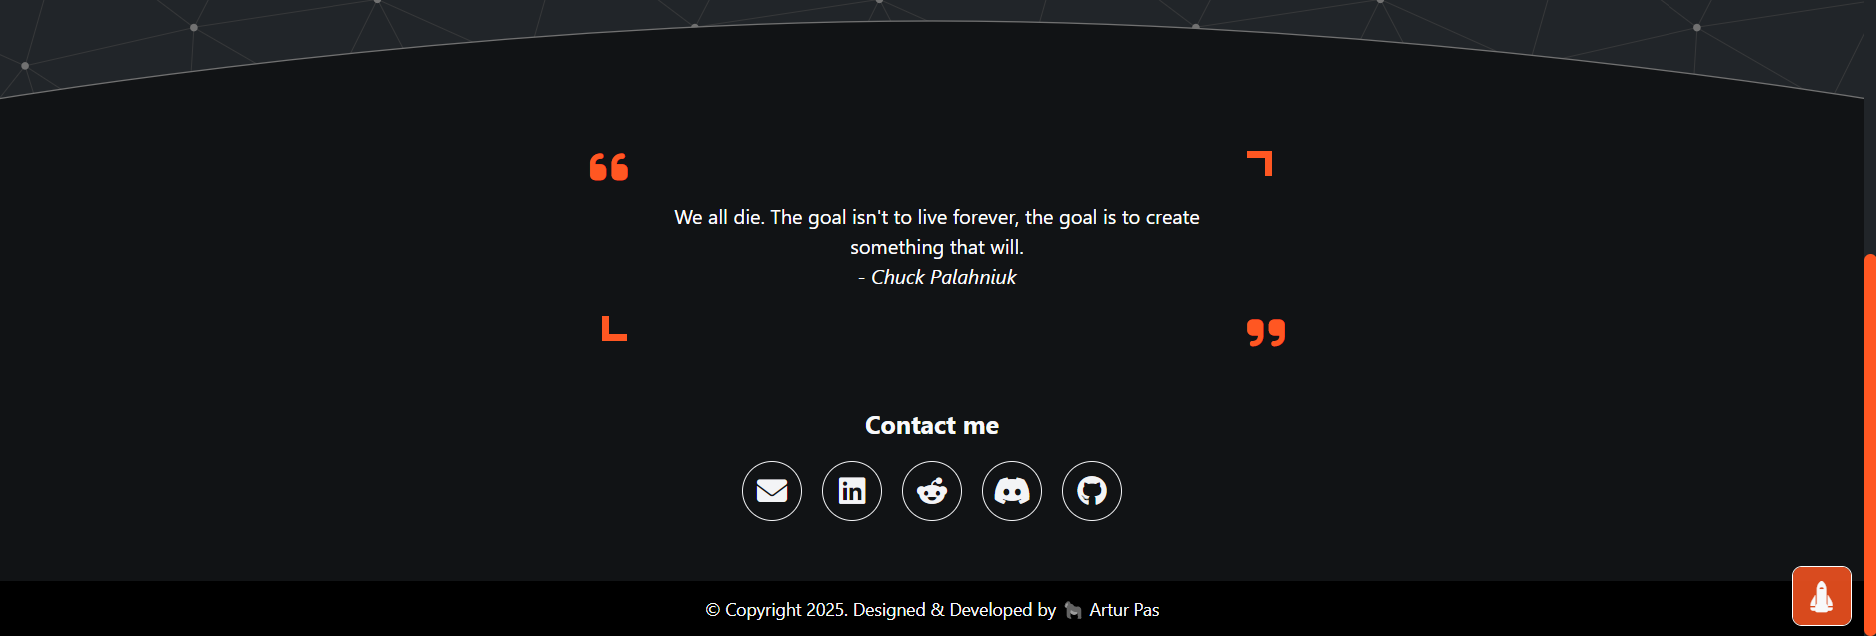 We all die. The goal isn't to live forever, the goal is to create
something that will.
- Chuck Palahniuk
Contact me
© Copyright 2025. Designed & Developed by 🦍 Artur Pas